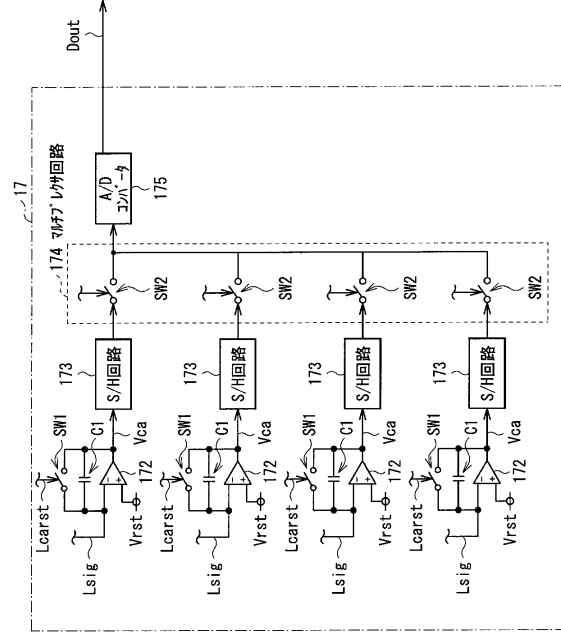 17
Dout
174 マルチプレクサ回路
A/D
コンバータ
175
SW2
SW2
SW2
SW2
173
S/H回路
173
S/H回路
173
S/H回路
173
S/H回路
Lcarst
SW1
C1
Vca
172
Vrst
Lsig
Lcarst
SW1
C1
Vca
172
Vrst
Lsig
Lcarst
SW1
C1
Vca
172
Vrst
Lsig
Lcarst
SW1
C1
Vca
172
Vrst
Lsig